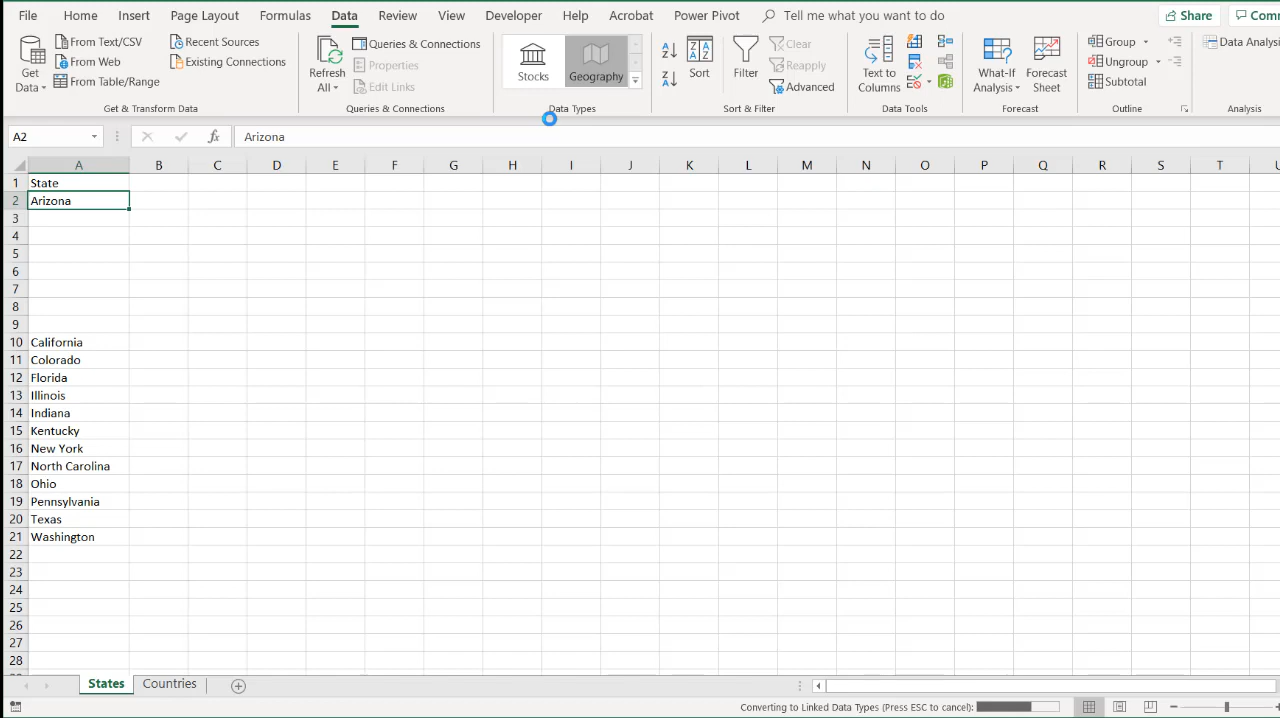 File Home Insert Page Layout Formulas Data Review View Developer Help Acrobat Power Pivot Tell me what you want to do Share Com
From Text/CSV Recent Sources Queries & Connections Clear Group Data Analysi
From Web Existing Connections Properties Reapply Ungroup
From Table/Range Edit Links Advanced Subtotal
Get Data
Refresh All
Stocks Geography
Sort Filter
Text to Columns
What-If Analysis
Forecast Sheet
Get & Transform Data Queries & Connections Data Types Sort & Filter Data Tools Forecast Outline Analysis
A2 fx Arizona
A B C D E F G H I J K L M N O P Q R S T U
1 State
2 Arizona
3
4
5
6
7
8
9
10 California
11 Colorado
12 Florida
13 Illinois
14 Indiana
15 Kentucky
16 New York
17 North Carolina
18 Ohio
19 Pennsylvania
20 Texas
21 Washington
22
23
24
25
26
27
28
States Countries
Converting to Linked Data Types (Press ESC to cancel):